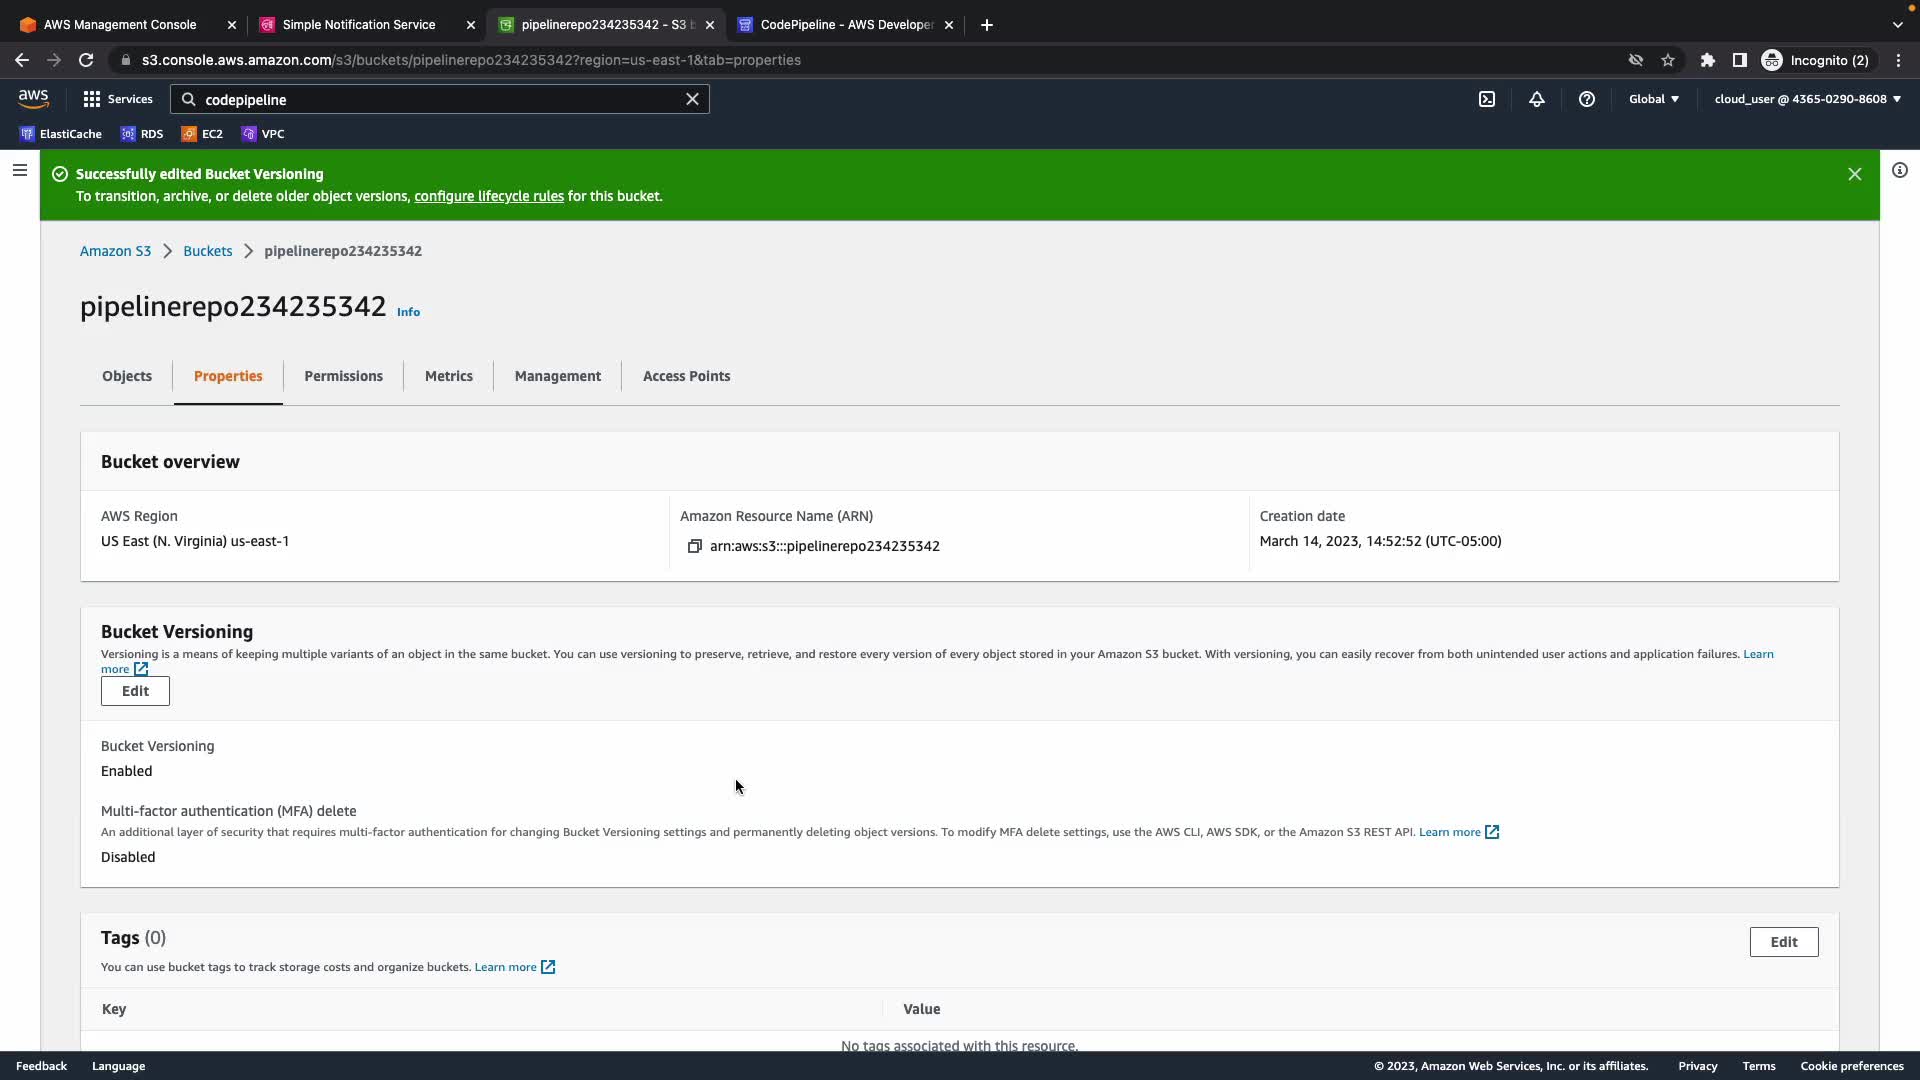 AWS Management Console
Simple Notification Service
pipelinerepo234235342 - S3 b
CodePipeline - AWS Developer
s3.console.aws.amazon.com/s3/buckets/pipelinerepo234235342?region=us-east-1&tab=properties
Incognito (2)
aws
Services
codepipeline
Global
cloud_user @ 4365-0290-8608
ElastiCache
RDS
EC2
VPC
Successfully edited Bucket Versioning
To transition, archive, or delete older object versions, configure lifecycle rules for this bucket.
Amazon S3
Buckets
pipelinerepo234235342
pipelinerepo234235342 Info
Objects
Properties
Permissions
Metrics
Management
Access Points
Bucket overview
AWS Region
US East (N. Virginia) us-east-1
Amazon Resource Name (ARN)
arn:aws:s3:::pipelinerepo234235342
Creation date
March 14, 2023, 14:52:52 (UTC-05:00)
Bucket Versioning
Versioning is a means of keeping multiple variants of an object in the same bucket. You can use versioning to preserve, retrieve, and restore every version of every object stored in your Amazon S3 bucket. With versioning, you can easily recover from both unintended user actions and application failures. Learn
more
Edit
Bucket Versioning
Enabled
Multi-factor authentication (MFA) delete
An additional layer of security that requires multi-factor authentication for changing Bucket Versioning settings and permanently deleting object versions. To modify MFA delete settings, use the AWS CLI, AWS SDK, or the Amazon S3 REST API. Learn more
Disabled
Tags (0)
Edit
You can use bucket tags to track storage costs and organize buckets. Learn more
Key
Value
No tags associated with this resource.
Feedback
Language
© 2023, Amazon Web Services, Inc. or its affiliates.
Privacy
Terms
Cookie preferences